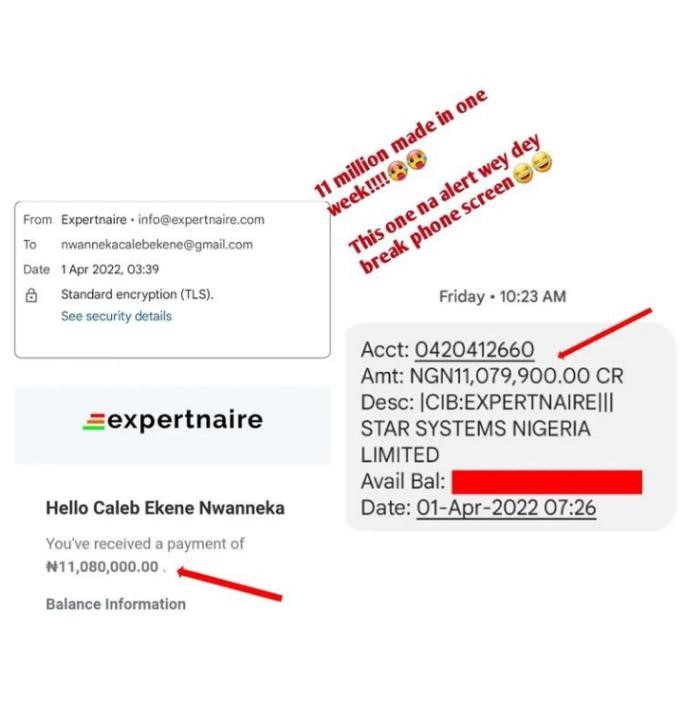 11 million made in one
week!!!!🥵🥵
This one na alert wey dey
break phone screen😅😂
From Expertnaire • info@expertnaire.com
To nwannekacalebekene@gmail.com
Date 1 Apr 2022, 03:39
Standard encryption (TLS).
See security details
expertnaire
Hello Caleb Ekene Nwanneka
You've received a payment of
₦11,080,000.00 .
Balance Information
Friday • 10:23 AM
Acct: 0420412660
Amt: NGN11,079,900.00 CR
Desc: |CIB:EXPERTNAIRE|||
STAR SYSTEMS NIGERIA
LIMITED
Avail Bal:
Date: 01-Apr-2022 07:26